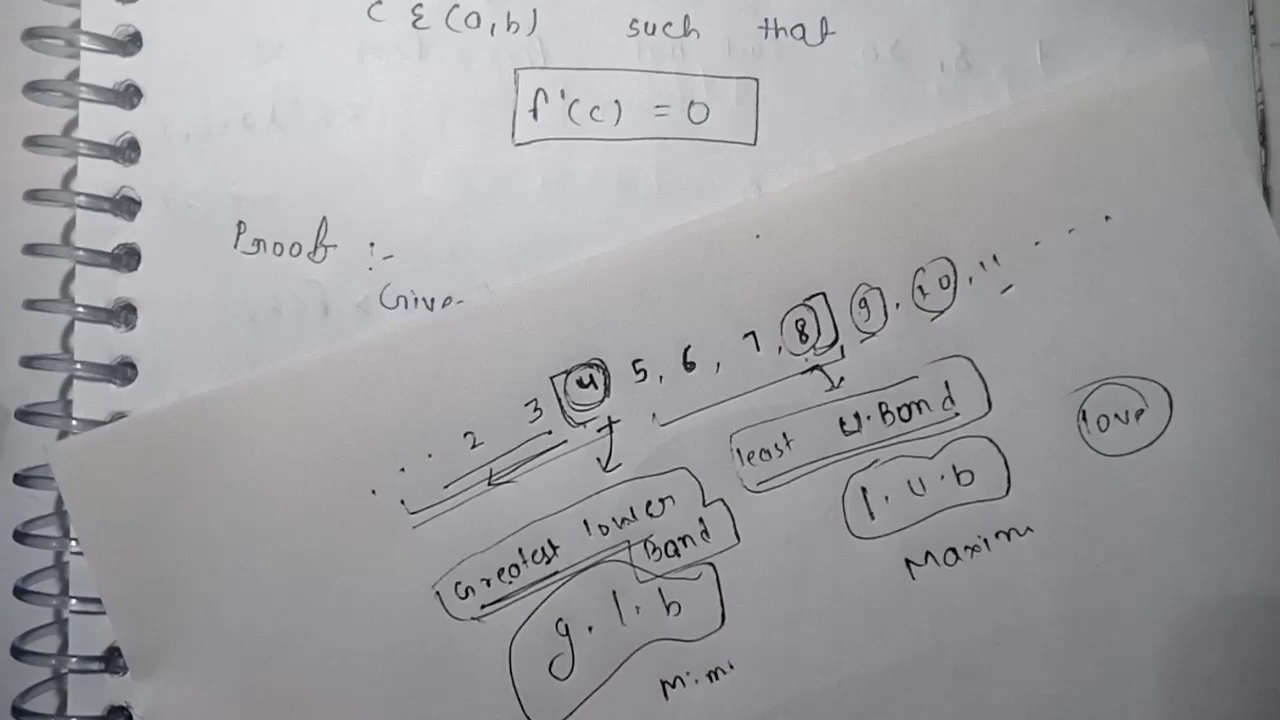 C ε (a,b) such that
f'(c) = 0
Proof :-
Give
. . . 2 3 [4 5, 6, 7, 8] 9, 10, 11 . . .
least U.Bond
love
l.u.b
Greatest lower
Band
Maxim
g.l.b
Mim